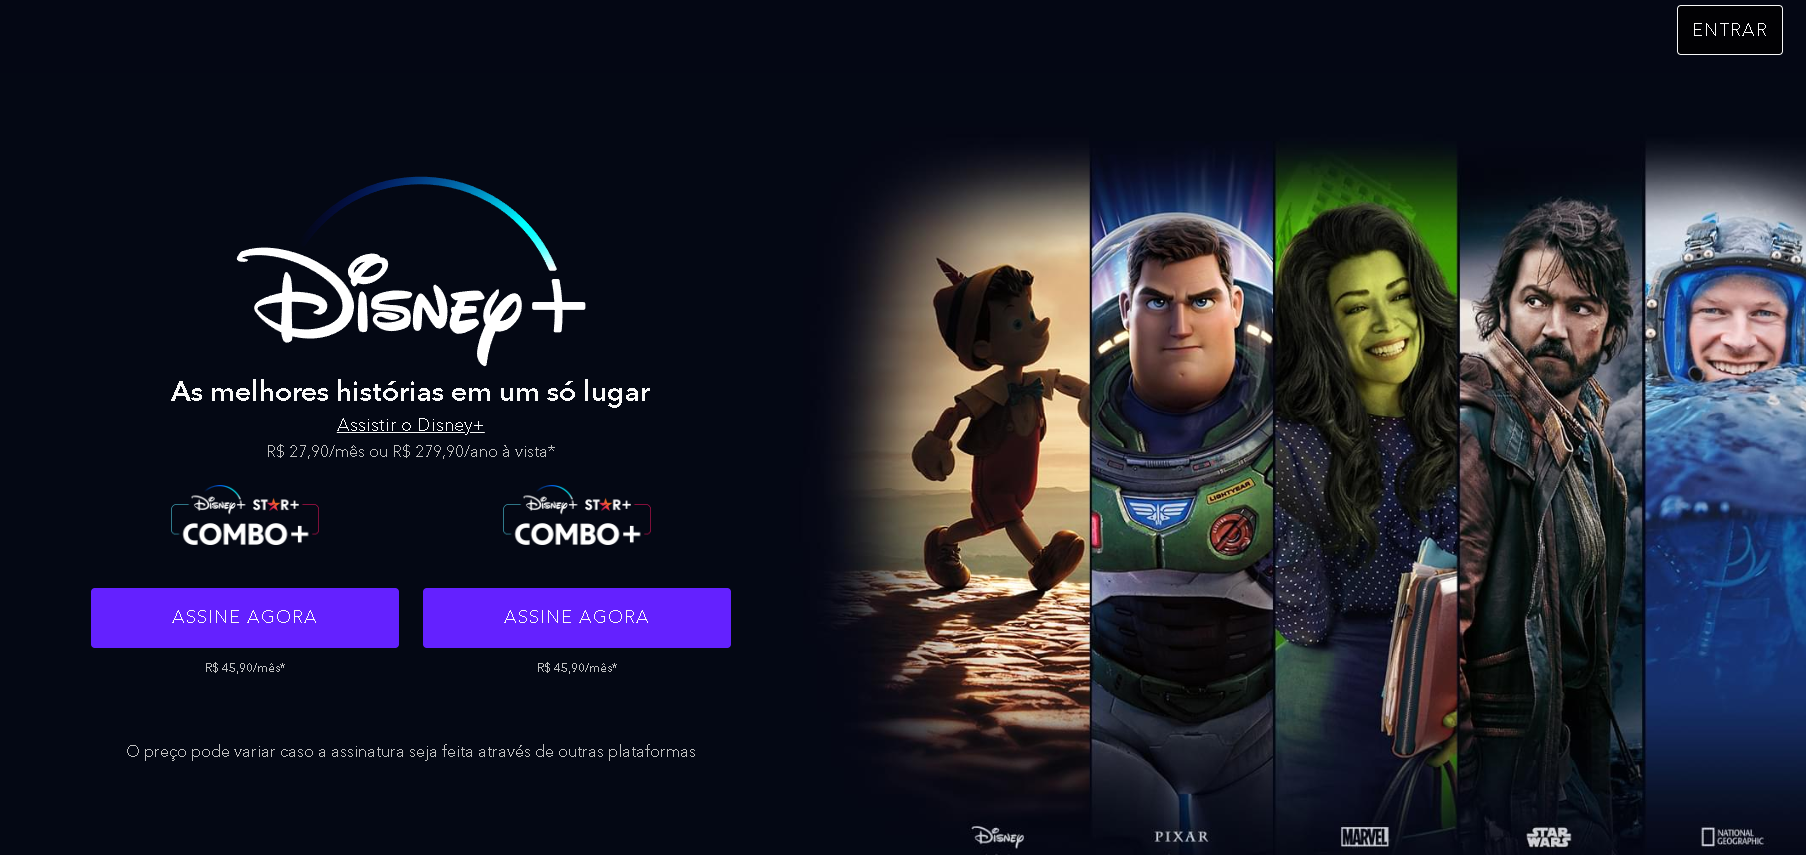 ENTRAR
Disney+
As melhores histórias em um só lugar
Assistir o Disney+
R$ 27,90/mês ou R$ 279,90/ano à vista*
Disney+ STAR+
COMBO+
Disney+ STAR+
COMBO+
ASSINE AGORA
ASSINE AGORA
R$ 45,90/mês*
R$ 45,90/mês*
O preço pode variar caso a assinatura seja feita através de outras plataformas
LIGHTYEAR
Disney
PIXAR
MARVEL
STAR
WARS
NATIONAL
GEOGRAPHIC